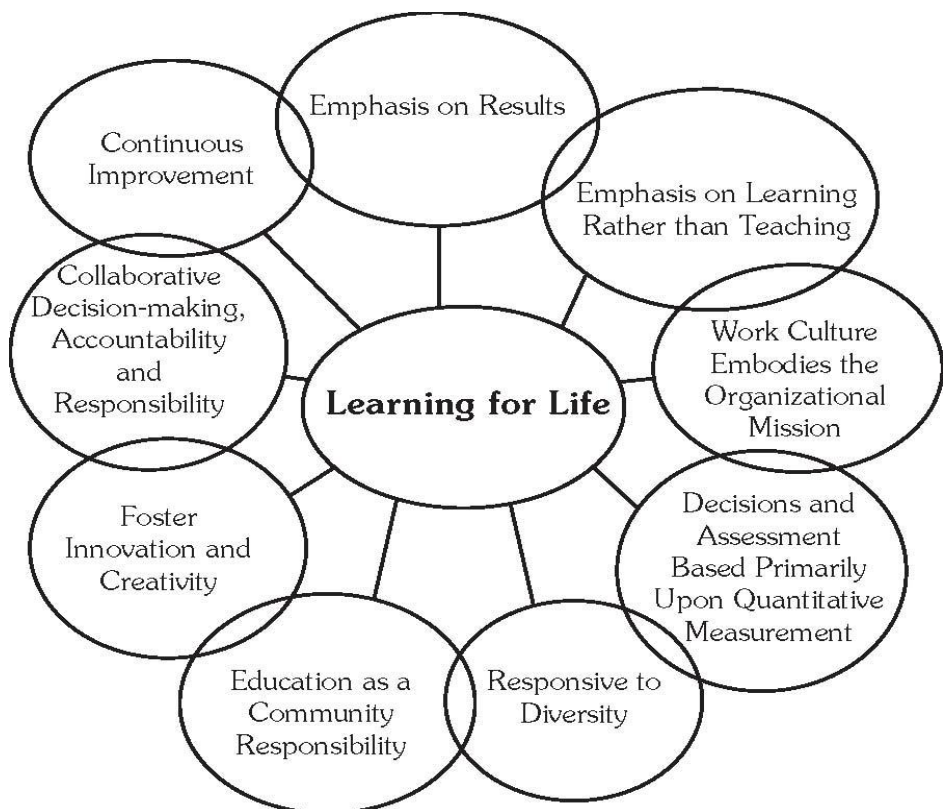 Emphasis on Results
Continuous
Improvement
Emphasis on Learning
Rather than Teaching
Collaborative
Decision-making,
Accountability
and
Responsibility
Work Culture
Embodies the
Organizational
Mission
Learning for Life
Foster
Innovation and
Creativity
Decisions and
Assessment
Based Primarily
Upon Quantitative
Measurement
Education as a
Community
Responsibility
Responsive to
Diversity